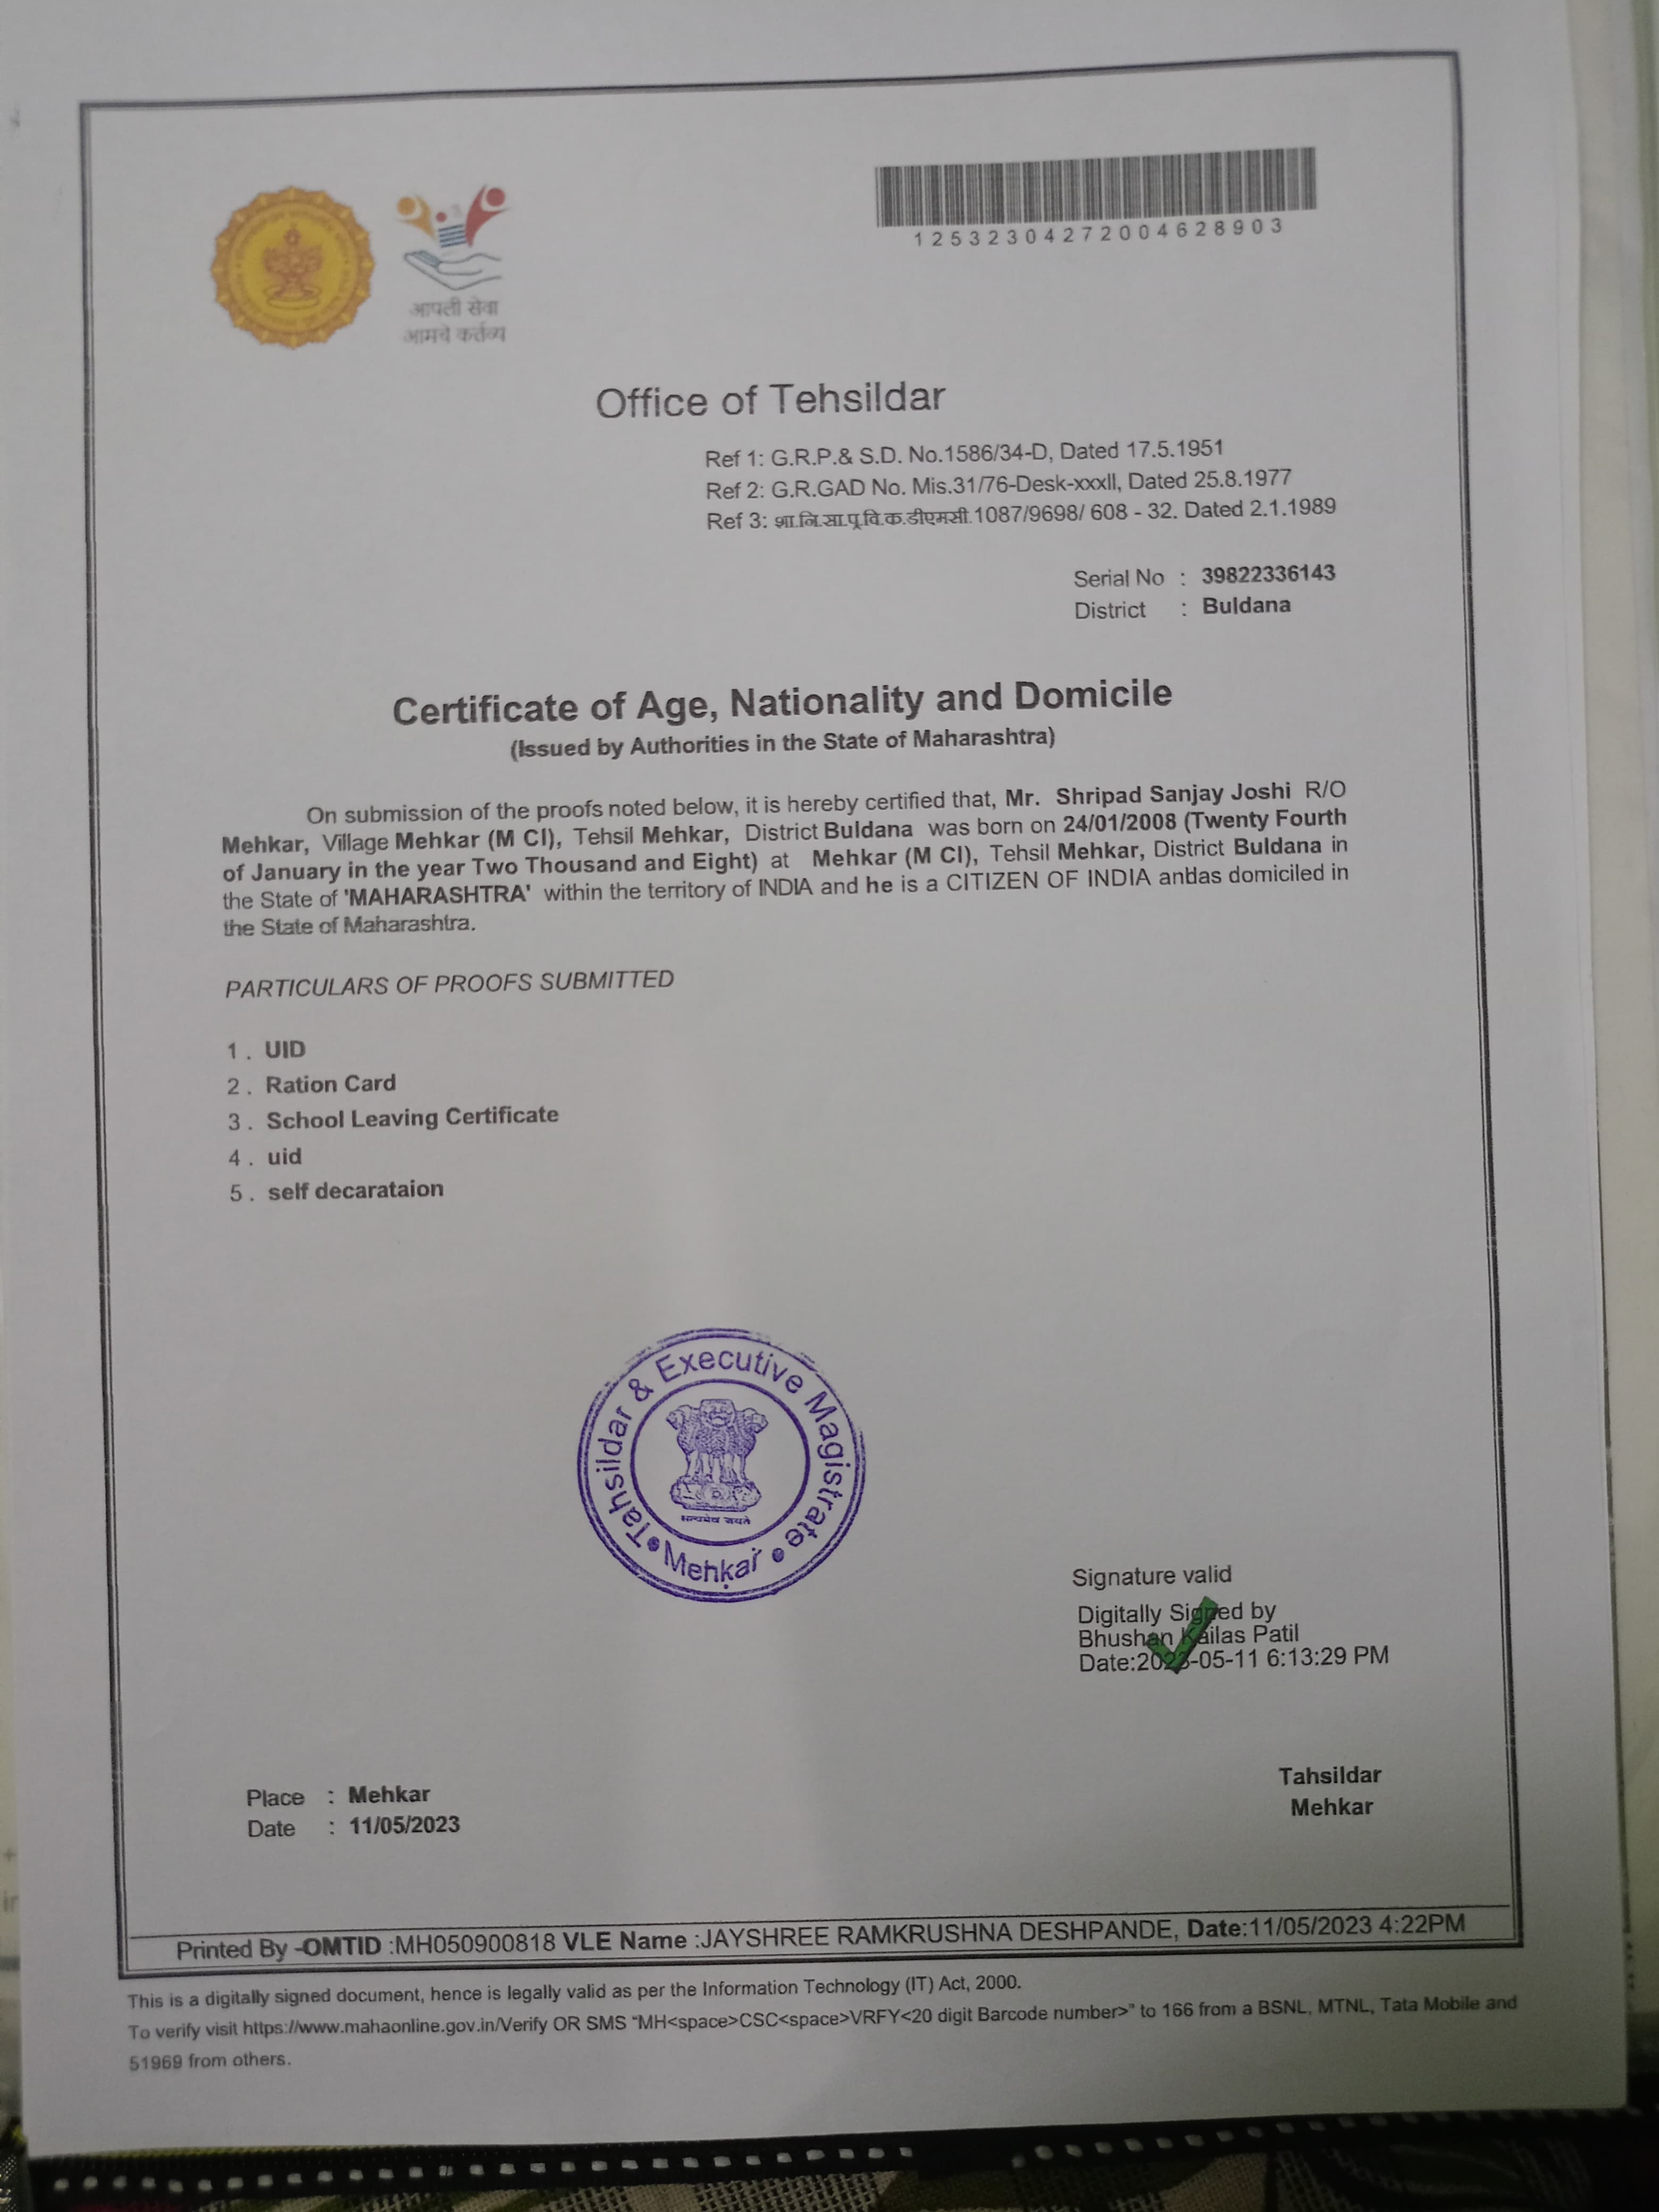 12532304272004628903
आपली सेवा
आमचे कर्तव्य
Office of Tehsildar
Ref 1: G.R.P.& S.D. No.1586/34-D, Dated 17.5.1951
Ref 2: G.R.GAD No. Mis.31/76-Desk-xxxll, Dated 25.8.1977
Ref 3: शा.नि.सा.पू.वि.क.डीएमसी.1087/9698/ 608 - 32. Dated 2.1.1989
Serial No : 39822336143
District : Buldana
Certificate of Age, Nationality and Domicile
(Issued by Authorities in the State of Maharashtra)
On submission of the proofs noted below, it is hereby certified that, Mr. Shripad Sanjay Joshi R/O
Mehkar, Village Mehkar (M Cl), Tehsil Mehkar, District Buldana was born on 24/01/2008 (Twenty Fourth
of January in the year Two Thousand and Eight) at Mehkar (M Cl), Tehsil Mehkar, District Buldana in
the State of 'MAHARASHTRA' within the territory of INDIA and he is a CITIZEN OF INDIA and as domiciled in
the State of Maharashtra.
PARTICULARS OF PROOFS SUBMITTED
1 . UID
2 . Ration Card
3 . School Leaving Certificate
4 . uid
5 . self decarataion
Tahsildar & Executive Magistrate
सत्यमेव जयते
Mehkar
Signature valid
Digitally Signed by
Bhushan Kailas Patil
Date:2023-05-11 6:13:29 PM
Tahsildar
Mehkar
Place : Mehkar
Date : 11/05/2023
Printed By -OMTID :MH050900818 VLE Name :JAYSHREE RAMKRUSHNA DESHPANDE, Date:11/05/2023 4:22PM
This is a digitally signed document, hence is legally valid as per the Information Technology (IT) Act, 2000.
To verify visit https://www.mahaonline.gov.in/Verify OR SMS "MH<space>CSC<space>VRFY<20 digit Barcode number>" to 166 from a BSNL, MTNL, Tata Mobile and
51969 from others.